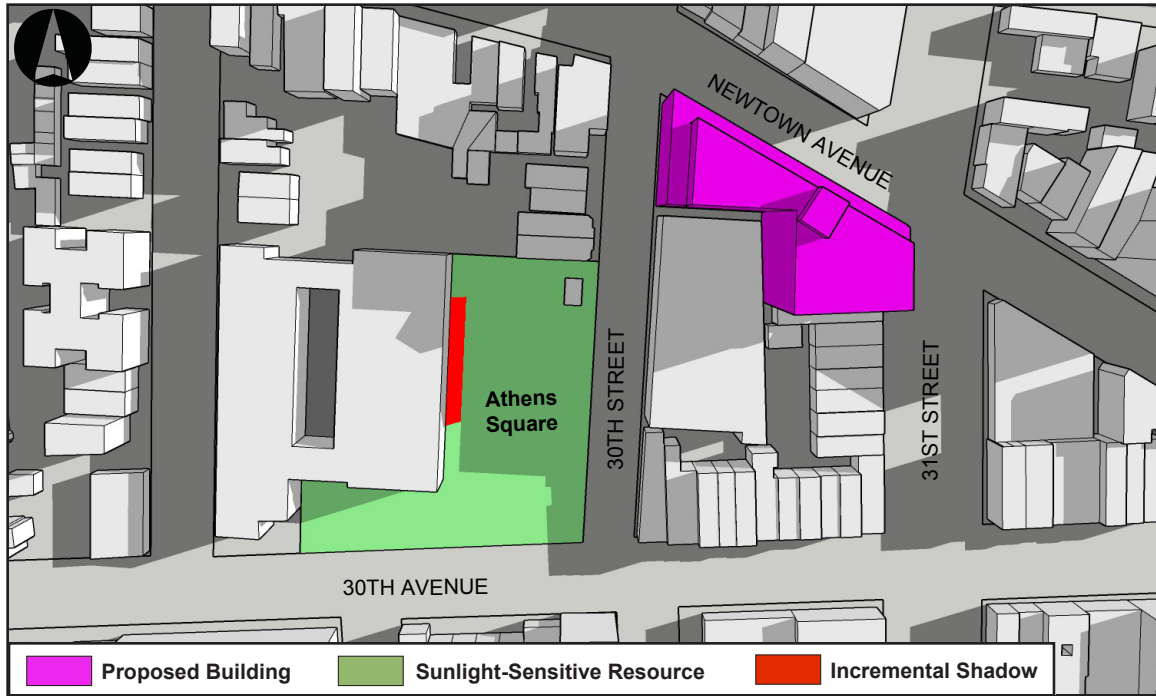 NEWTOWN AVENUE
30TH STREET
31ST STREET
Athens
Square
30TH AVENUE
Proposed Building
Sunlight-Sensitive Resource
Incremental Shadow